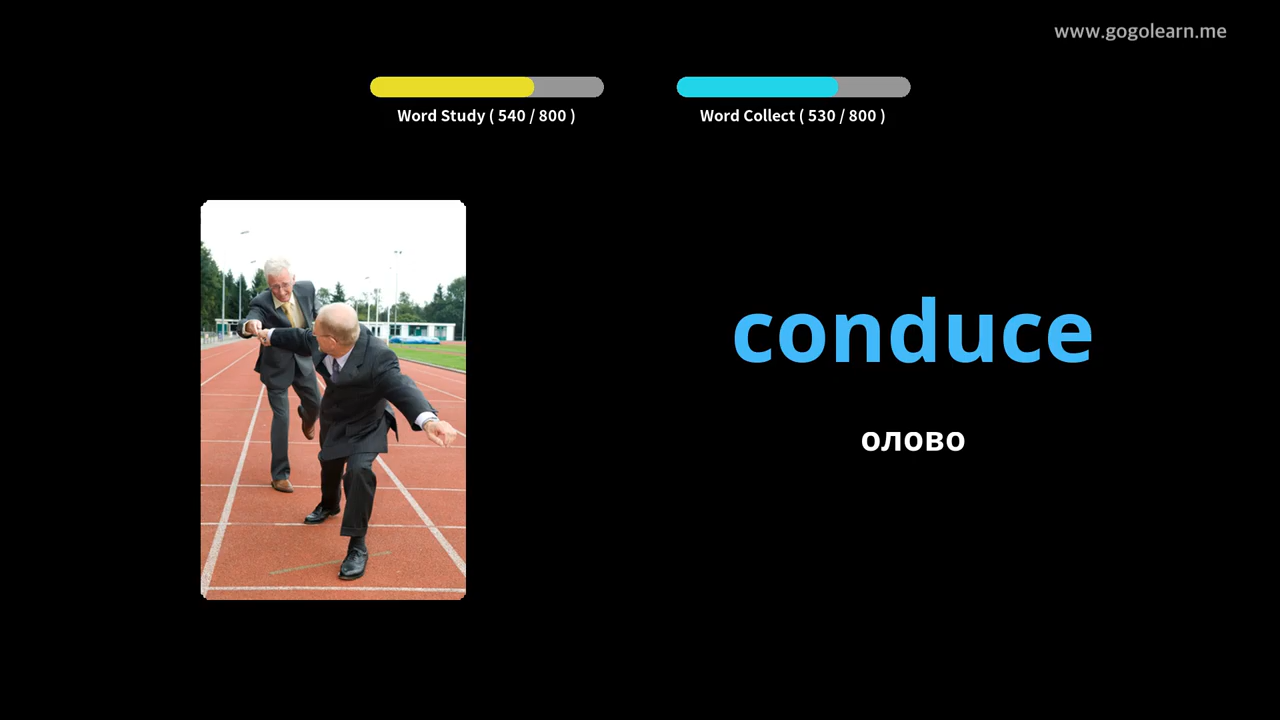 www.gogolearn.me
Word Study ( 540 / 800 )
Word Collect ( 530 / 800 )
conduce
олово